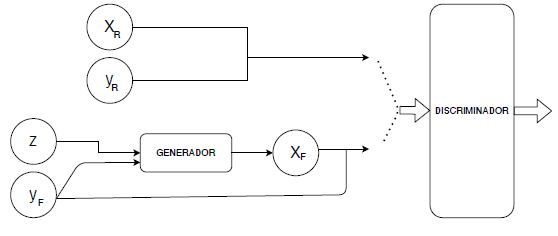 X_R
y_R
Z
GENERADOR
X_F
DISCRIMINADOR
y_F